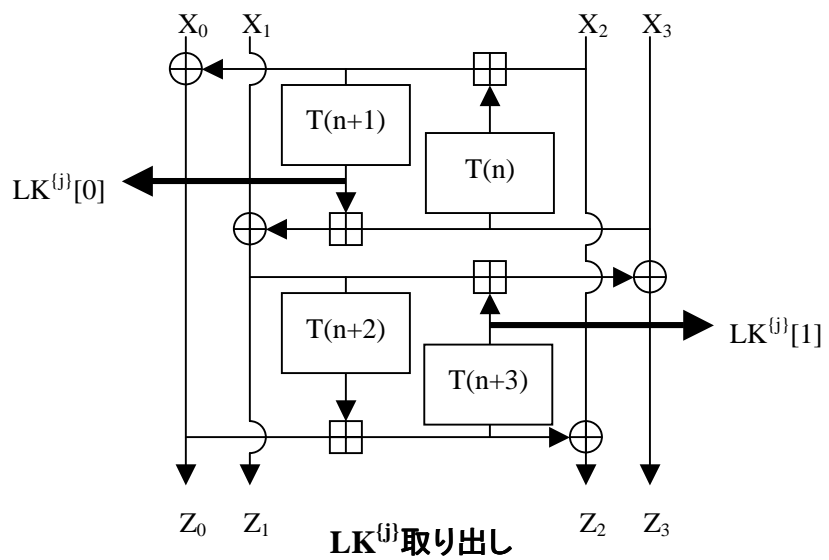 X₀ X₁ X₂ X₃
T(n+1)
T(n)
LK^{j}[0]
T(n+2)
LK^{j}[1]
T(n+3)
Z₀ Z₁ Z₂ Z₃
LK^{j}取り出し